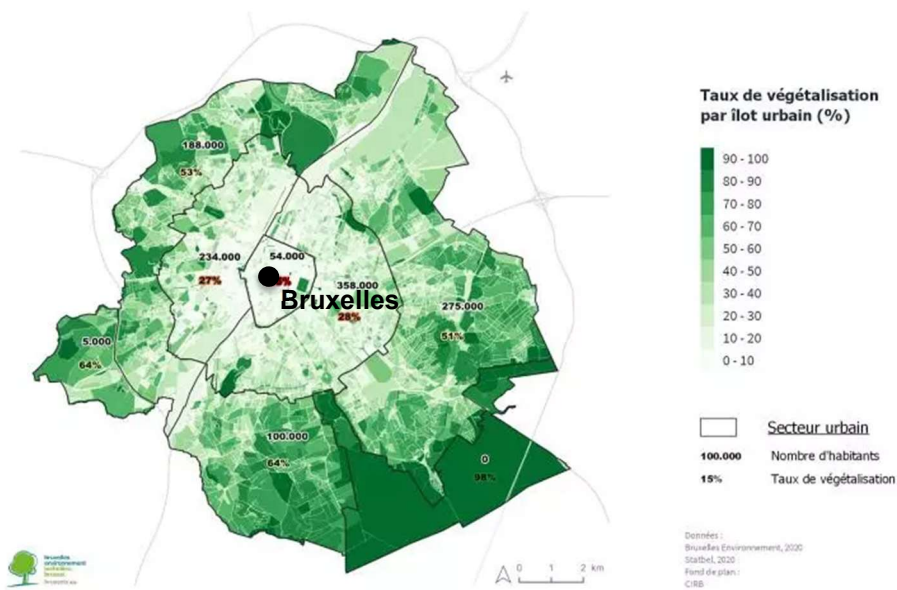 Taux de végétalisation
par îlot urbain (%)
90 - 100
80 - 90
70 - 80
60 - 70
50 - 60
40 - 50
30 - 40
20 - 30
10 - 20
0 - 10
188.000
53%
234.000
27%
54.000
Bruxelles
358.000
28%
275.000
51%
5.000
64%
100.000
64%
0
98%
Secteur urbain
100.000 Nombre d'habitants
15% Taux de végétalisation
bruxelles
environnement
0 1 2 km
Données :
Bruxelles Environnement, 2020
Statbel, 2020
Fond de plan :
CIRB